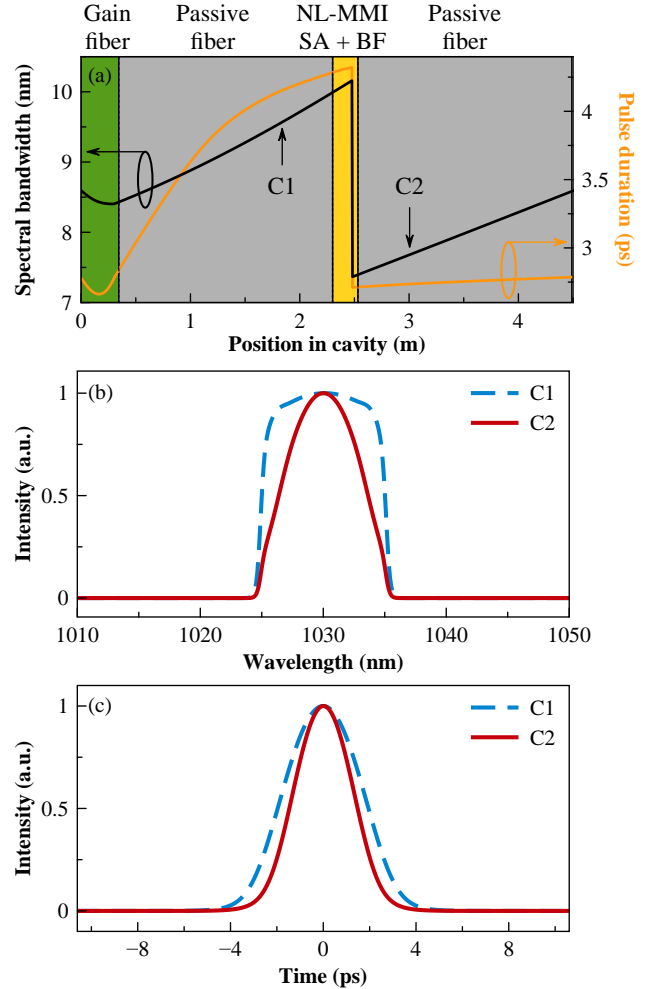 Gain fiber
Passive fiber
NL-MMI SA + BF
Passive fiber
(a)
Spectral bandwidth (nm)
10
9
8
7
C1
C2
4
3.5
3
2.5
Pulse duration (ps)
0
1
2
3
4
Position in cavity (m)
(b)
C1
C2
Intensity (a.u.)
1
0.5
0
1010
1020
1030
1040
1050
Wavelength (nm)
(c)
C1
C2
Intensity (a.u.)
1
0.5
0
−8
−4
0
4
8
Time (ps)